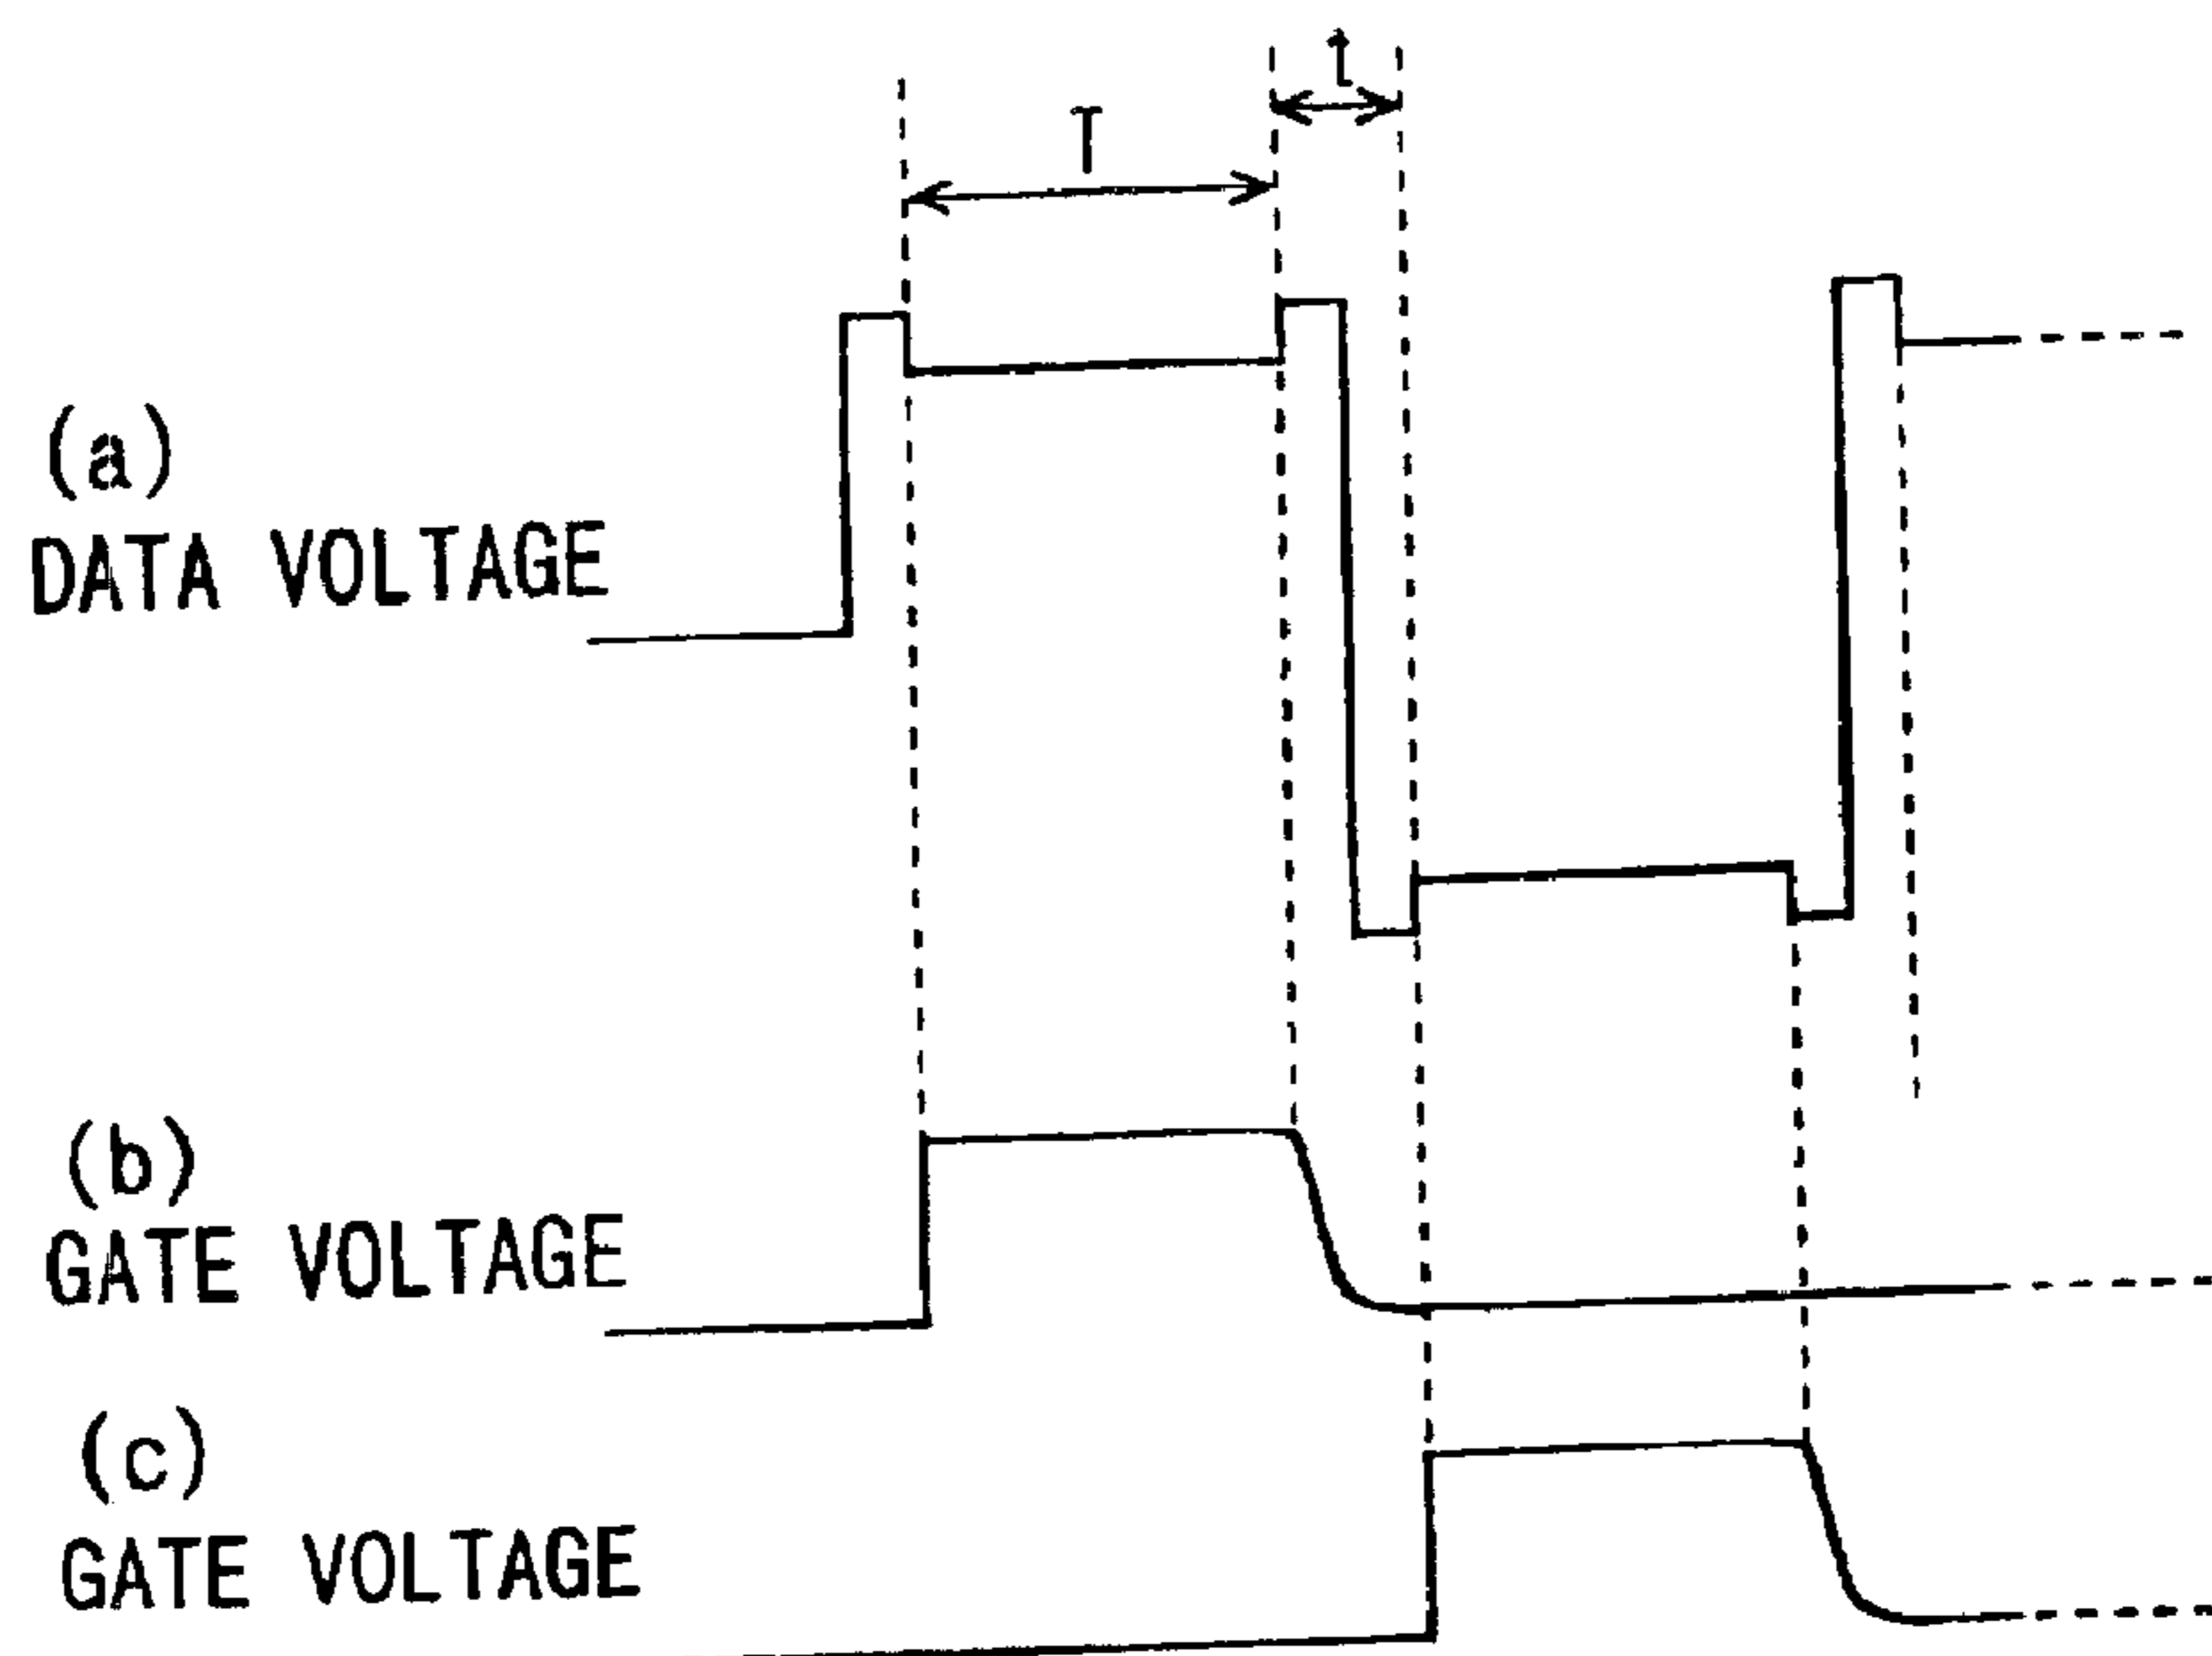 t
T
(a)
DATA VOLTAGE
(b)
GATE VOLTAGE
(c)
GATE VOLTAGE